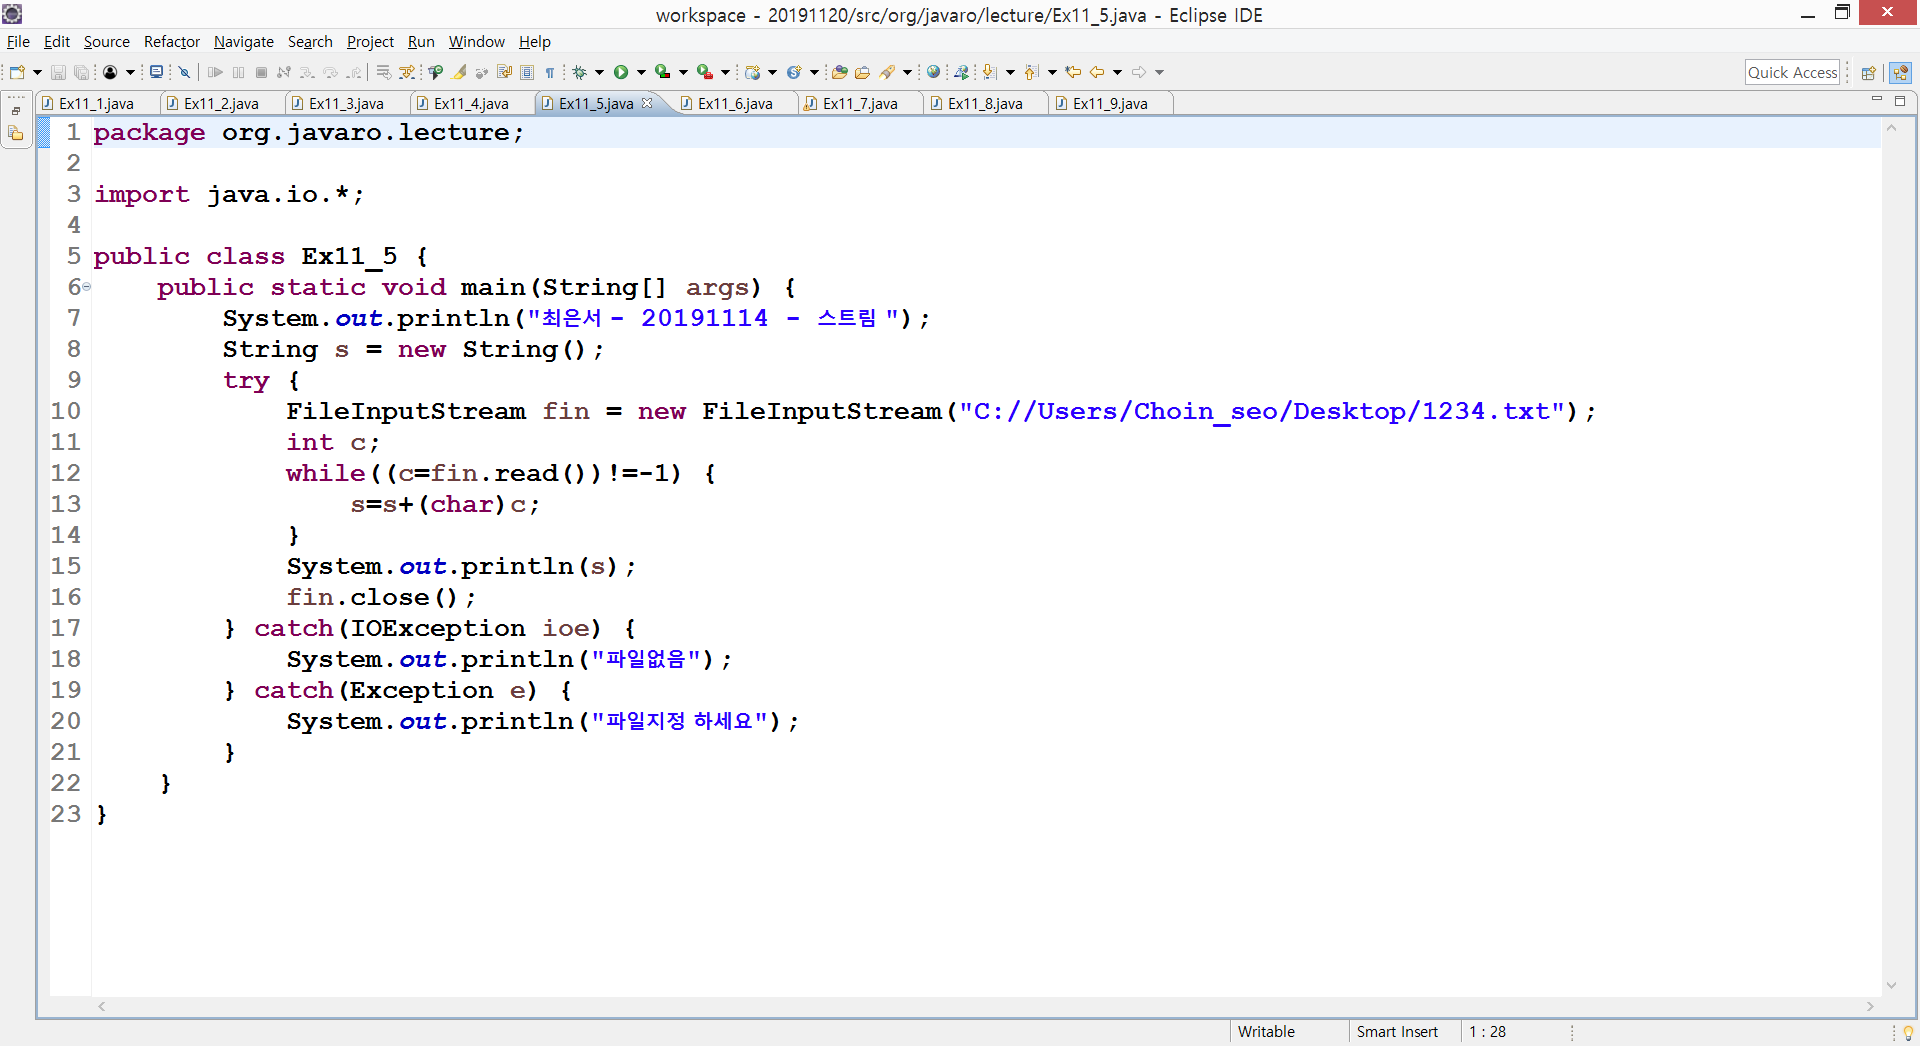 workspace - 20191120/src/org/javaro/lecture/Ex11_5.java - Eclipse IDE
File Edit Source Refactor Navigate Search Project Run Window Help
Quick Access
Ex11_1.java Ex11_2.java Ex11_3.java Ex11_4.java Ex11_5.java Ex11_6.java Ex11_7.java Ex11_8.java Ex11_9.java
1 package org.javaro.lecture;
2
3 import java.io.*;
4
5 public class Ex11_5 {
6     public static void main(String[] args) {
7         System.out.println("최은서 - 20191114 - 스트림 ");
8         String s = new String();
9         try {
10             FileInputStream fin = new FileInputStream("C://Users/Choin_seo/Desktop/1234.txt");
11             int c;
12             while((c=fin.read())!=-1) {
13                 s=s+(char)c;
14             }
15             System.out.println(s);
16             fin.close();
17         } catch(IOException ioe) {
18             System.out.println("파일없음");
19         } catch(Exception e) {
20             System.out.println("파일지정 하세요");
21         }
22     }
23 }
Writable Smart Insert 1 : 28